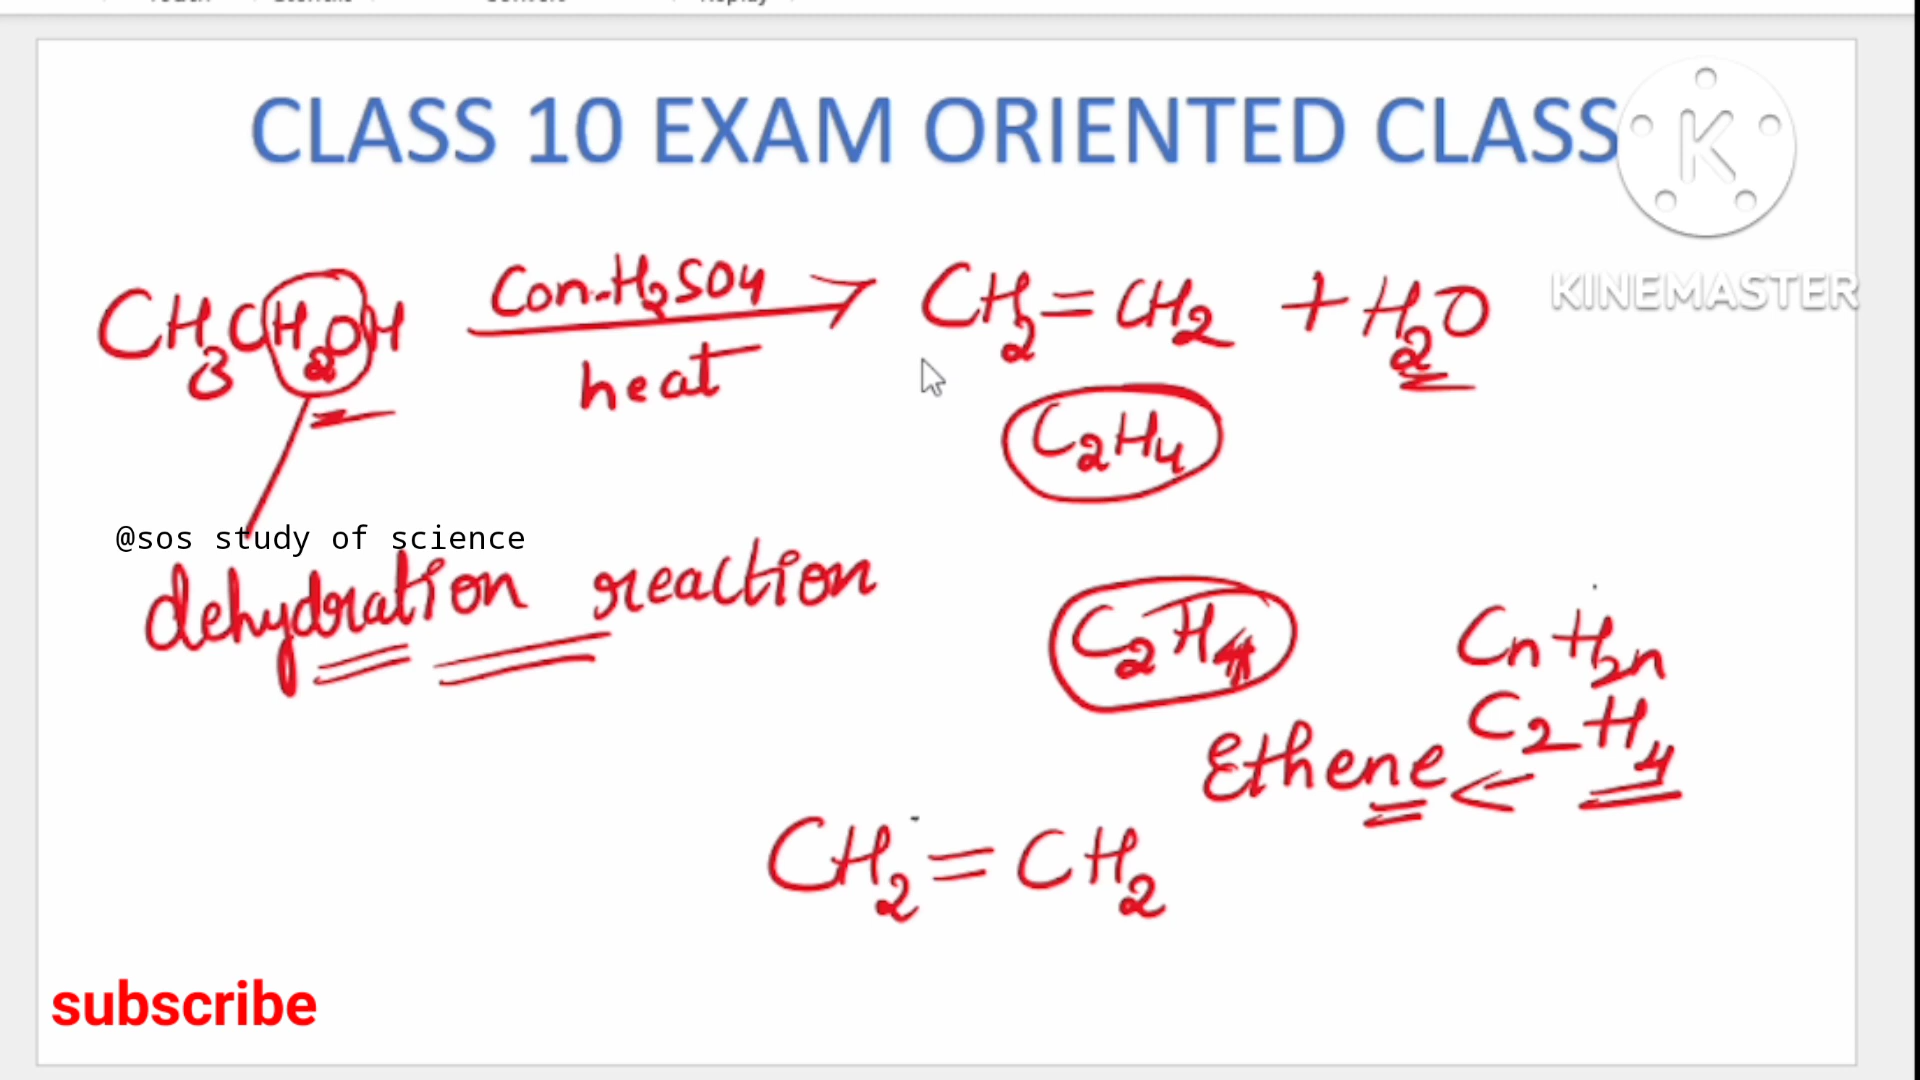 CLASS 10 EXAM ORIENTED CLASS
K
KINEMASTER
CH3CH2OH Con.H2SO4 heat → CH2=CH2 + H2O
C2H4
@sos study of science
dehydration reaction
C2H4
CnH2n
C2H4
Ethene <
CH2=CH2
subscribe